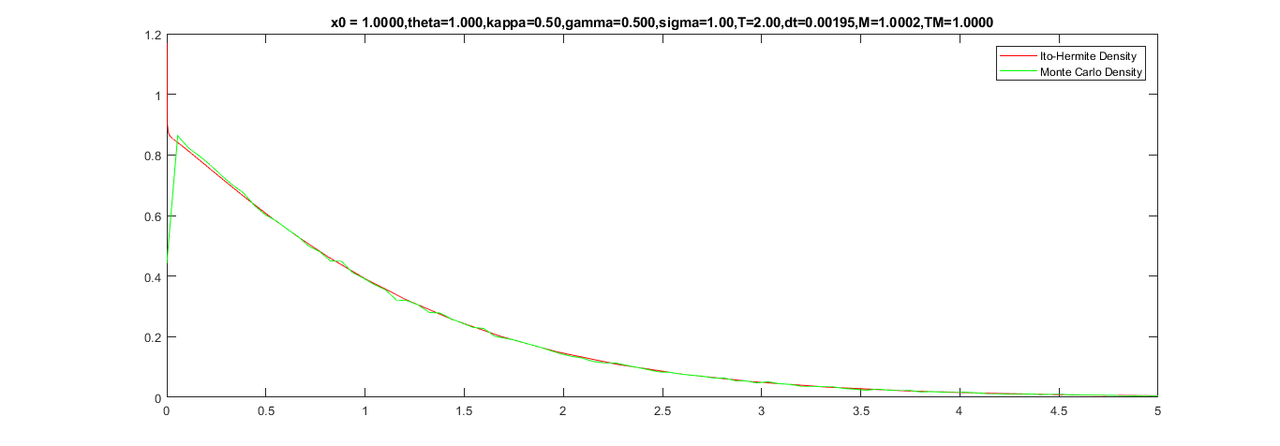 x0 = 1.0000,theta=1.000,kappa=0.50,gamma=0.500,sigma=1.00,T=2.00,dt=0.00195,M=1.0002,TM=1.0000
1.2
1
0.8
0.6
0.4
0.2
0
Ito-Hermite Density
Monte Carlo Density
0 0.5 1 1.5 2 2.5 3 3.5 4 4.5 5